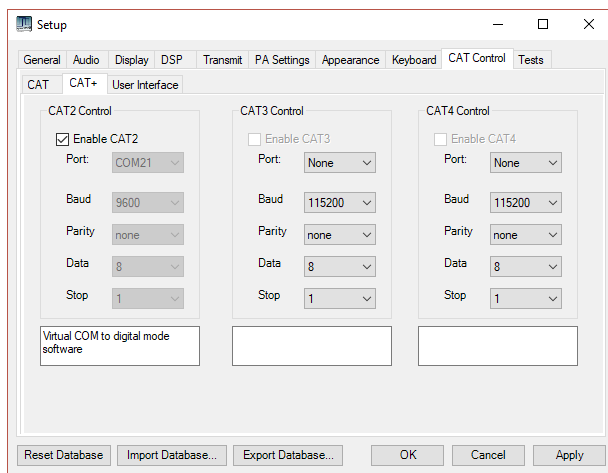 Setup
General Audio Display DSP Transmit PA Settings Appearance Keyboard CAT Control Tests
CAT CAT+ User Interface
CAT2 Control CAT3 Control CAT4 Control
Enable CAT2 Enable CAT3 Enable CAT4
Port: COM21 Port: None Port: None
Baud 9600 Baud 115200 Baud 115200
Parity none Parity none Parity none
Data 8 Data 8 Data 8
Stop 1 Stop 1 Stop 1
Virtual COM to digital mode
software
Reset Database Import Database... Export Database... OK Cancel Apply